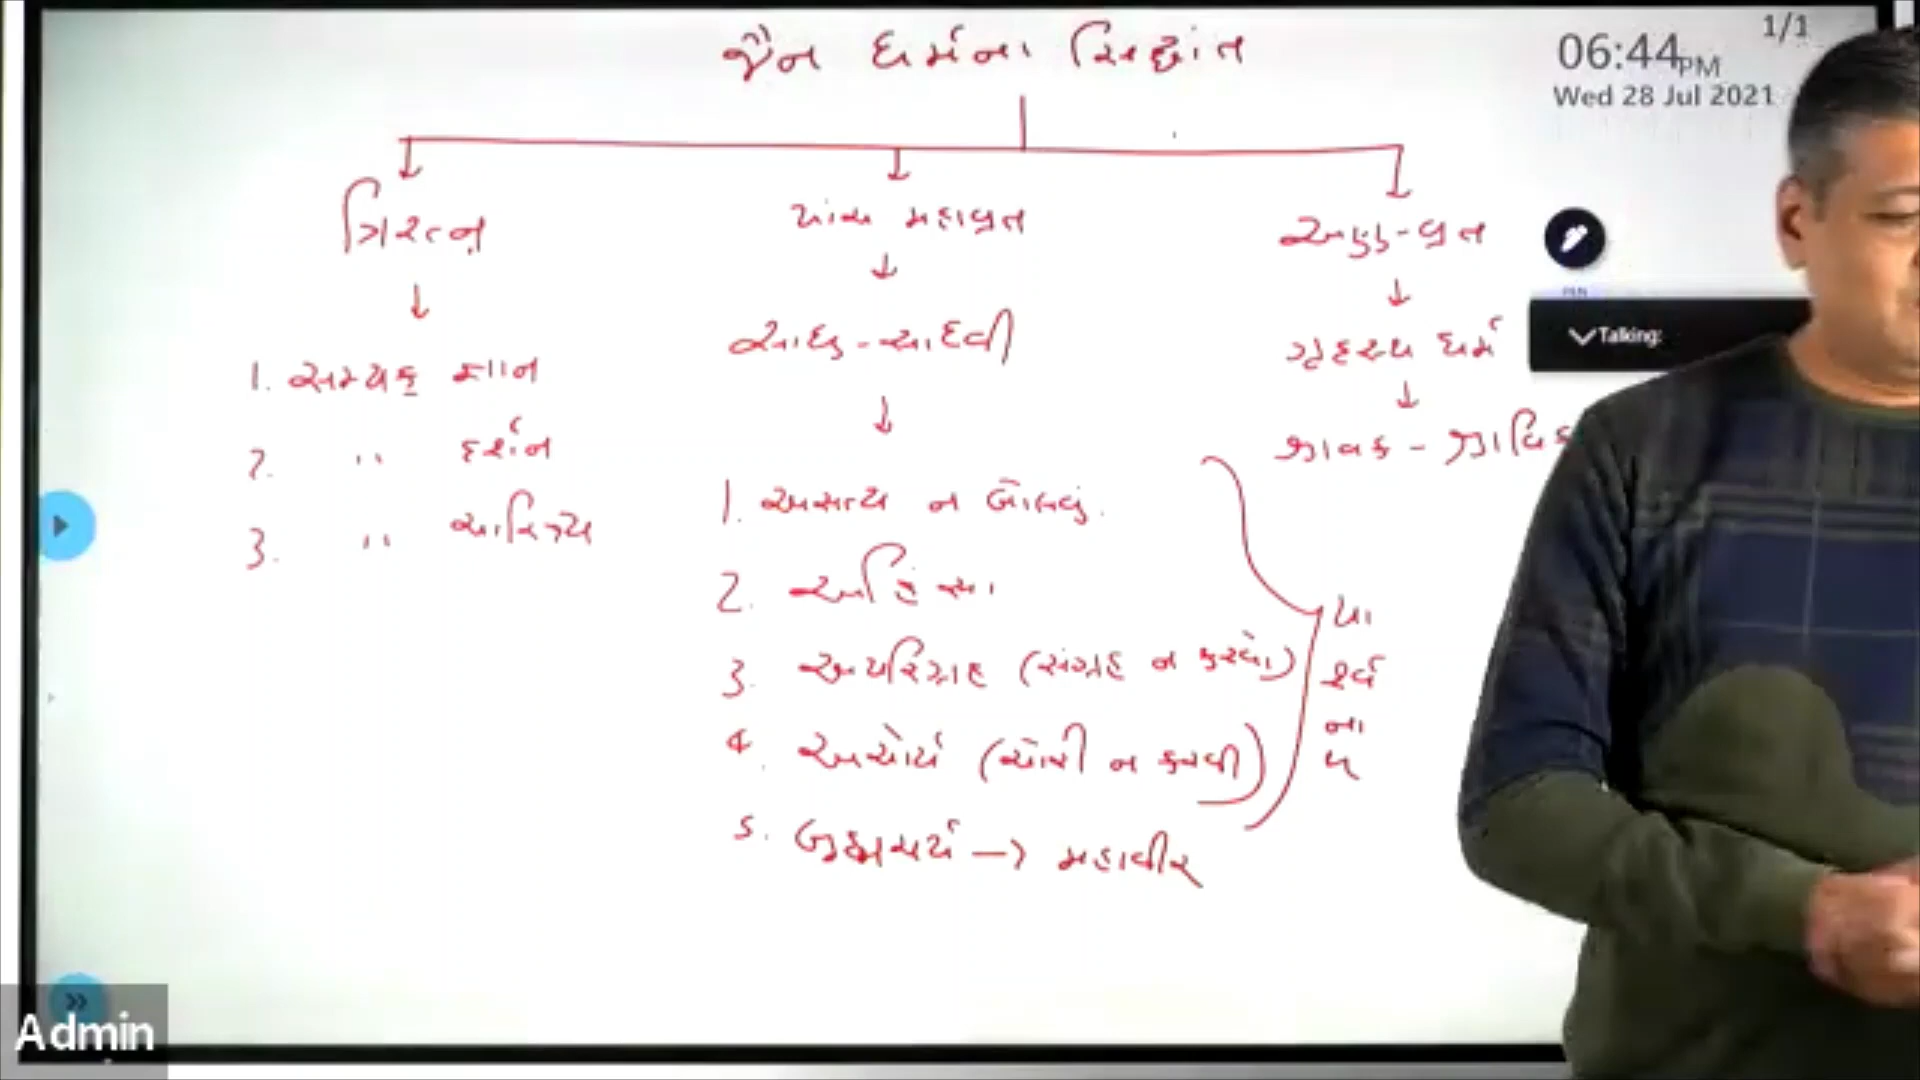 જૈન ધર્મના સિદ્ધાંત
1/1
06:44PM
Wed 28 Jul 2021
ત્રિરત્ન
પાંચ મહાવ્રત
અણુ-વ્રત
સાધુ-સાધ્વી
ગૃહસ્થ ધર્મ
શ્રાવક - શ્રાવિક
Talking:
1. સમ્યક્ જ્ઞાન
2. " દર્શન
3. " ચારિત્ર્ય
1. અસત્ય ન બોલવું.
2. અહિંસા
3. અપરિગ્રહ (સંગ્રહ ન કરવો)
4. અચૌર્ય (ચોરી ન કરવી)
5. બ્રહ્મચર્ય → મહાવીર
પા
ર્શ્વ
ના
થ
Admin